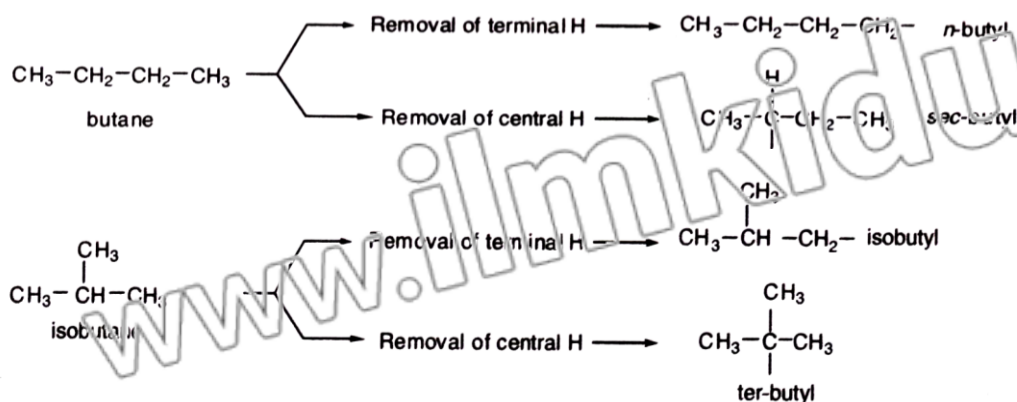 Removal of terminal H
CH₃–CH₂–CH₂–CH₂– n-butyl
CH₃–CH₂–CH₂–CH₃
butane
H
Removal of central H
CH₃–C–CH₂–CH₃ sec-butyl
www.ilmkidu
CH₃
Removal of terminal H
CH₃–CH–CH₂– isobutyl
CH₃
CH₃–CH–CH₃
isobutane
CH₃
Removal of central H
CH₃–C–CH₃
ter-butyl